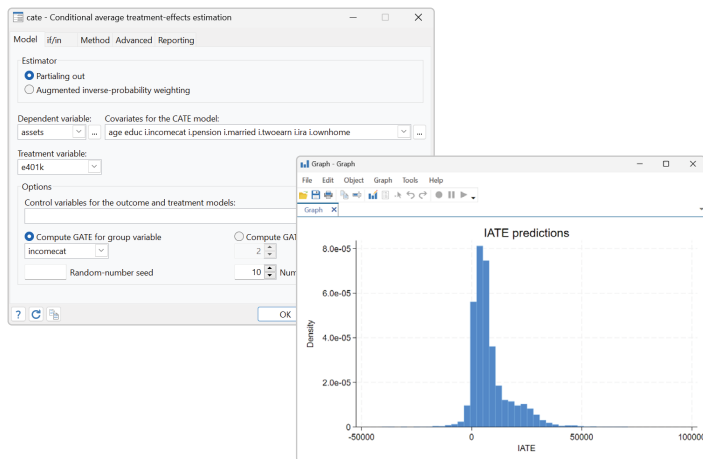 cate - Conditional average treatment-effects estimation
Model if/in Method Advanced Reporting
Estimator
Partialing out
Augmented inverse-probability weighting
Dependent variable: Covariates for the CATE model:
assets ... age educ i.incomecat i.pension i.married i.twoearn i.ira i.ownhome ...
Treatment variable:
e401k
Options
Control variables for the outcome and treatment models:
Compute GATE for group variable Compute GAT
incomecat 2
Random-number seed 10 Num
? OK
Graph - Graph
File Edit Object Graph Tools Help
Graph X
IATE predictions
8.0e-05
6.0e-05
4.0e-05
2.0e-05
0
Density
-50000 0 50000 100000
IATE